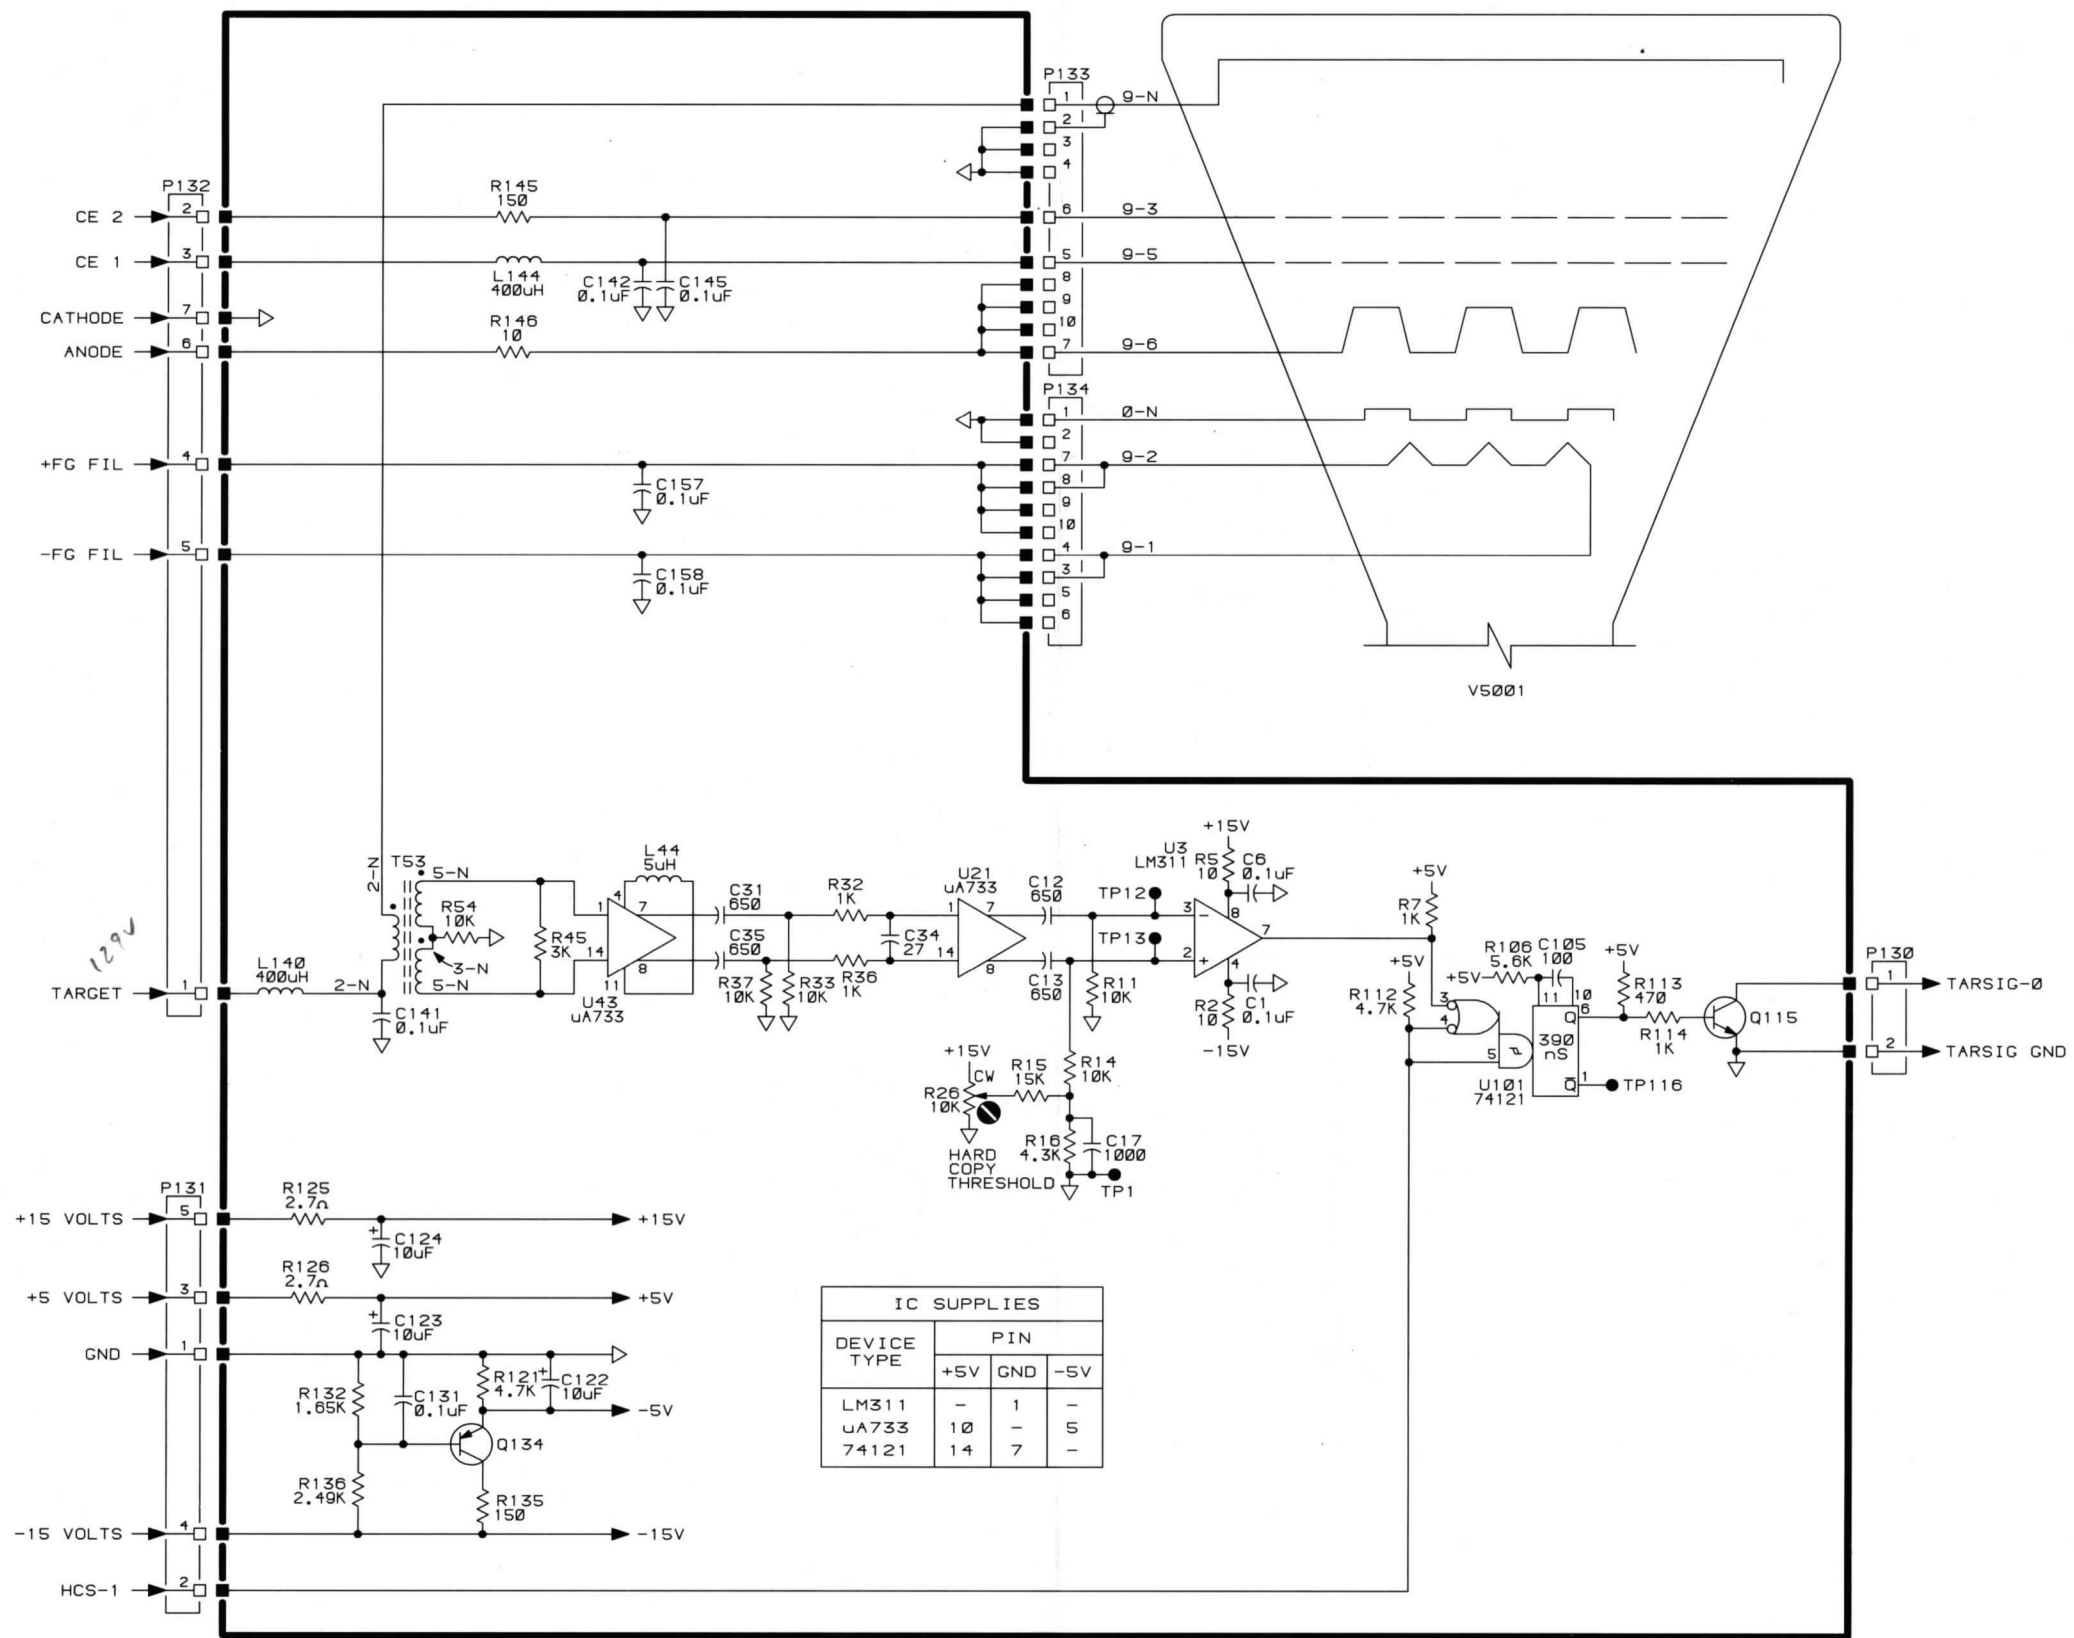 P133
1
9-N
2
3
4
P132
CE 2
2
R145
150
6
9-3
CE 1
3
L144
400uH
C142
0.1uF
C145
0.1uF
5
9-5
8
9
10
CATHODE
7
ANODE
6
R146
10
7
9-6
P134
1
0-N
2
+FG FIL
4
C157
0.1uF
7
9-2
8
9
10
-FG FIL
5
C158
0.1uF
4
9-1
3
5
6
V5001
129V
TARGET
1
L140
400uH
2-N
C141
0.1uF
2-N
T53
5-N
R54
10K
3-N
5-N
R45
3K
L44
5uH
4
1
7
14
8
11
U43
uA733
C31
650
C35
650
R37
10K
R33
10K
R32
1K
R36
1K
C34
27
U21
uA733
1
7
14
8
C12
650
C13
650
R11
10K
TP12
TP13
U3
LM311
+15V
R5
10
C6
0.1uF
3
-
8
2
+
7
4
R2
10
C1
0.1uF
-15V
+15V
CW
R26
10K
R15
15K
R14
10K
R16
4.3K
C17
1000
HARD
COPY
THRESHOLD
TP1
+5V
R7
1K
+5V
R112
4.7K
+5V
R106
5.6K
C105
100
+5V
R113
470
3
4
5
11
10
6
Q
390
nS
Q
1
TP116
U101
74121
R114
1K
Q115
P130
1
TARSIG-0
2
TARSIG GND
P131
+15 VOLTS
5
R125
2.7Ω
+15V
+
C124
10uF
+5 VOLTS
3
R126
2.7Ω
+5V
+
C123
10uF
GND
1
R132
1.65K
C131
0.1uF
R121
4.7K
+
C122
10uF
-5V
Q134
R136
2.49K
R135
150
-15 VOLTS
4
-15V
HCS-1
2
IC SUPPLIES
DEVICE
TYPE
PIN
+5V GND -5V
LM311 - 1 -
uA733 10 - 5
74121 14 7 -